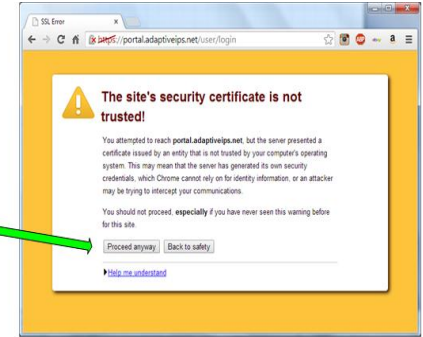 SSL Error
https://portal.adaptiveips.net/user/login
ABP
a
The site's security certificate is not
trusted!
You attempted to reach portal.adaptiveips.net, but the server presented a
certificate issued by an entity that is not trusted by your computer's operating
system. This may mean that the server has generated its own security
credentials, which Chrome cannot rely on for identity information, or an attacker
may be trying to intercept your communications.
You should not proceed, especially if you have never seen this warning before
for this site.
Proceed anyway Back to safety
Help me understand